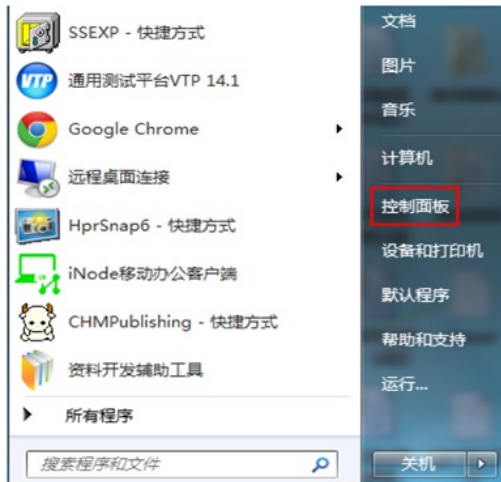 SSEXP - 快捷方式
VTP 通用测试平台VTP 14.1
Google Chrome
远程桌面连接
HprSnap6 - 快捷方式
iNode移动办公客户端
CHMPublishing - 快捷方式
资料开发辅助工具
所有程序
搜索程序和文件
文档
图片
音乐
计算机
控制面板
设备和打印机
默认程序
帮助和支持
运行...
关机